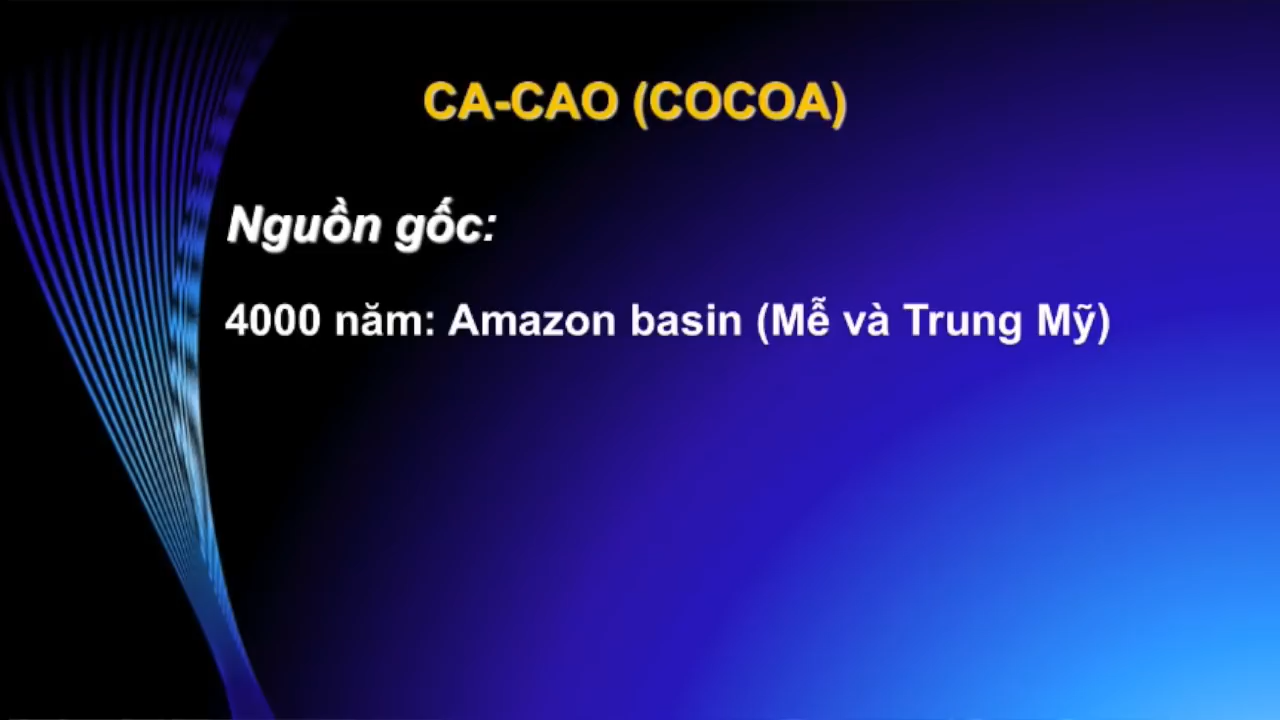 CA-CAO (COCOA)
Nguồn gốc:
4000 năm: Amazon basin (Mễ và Trung Mỹ)